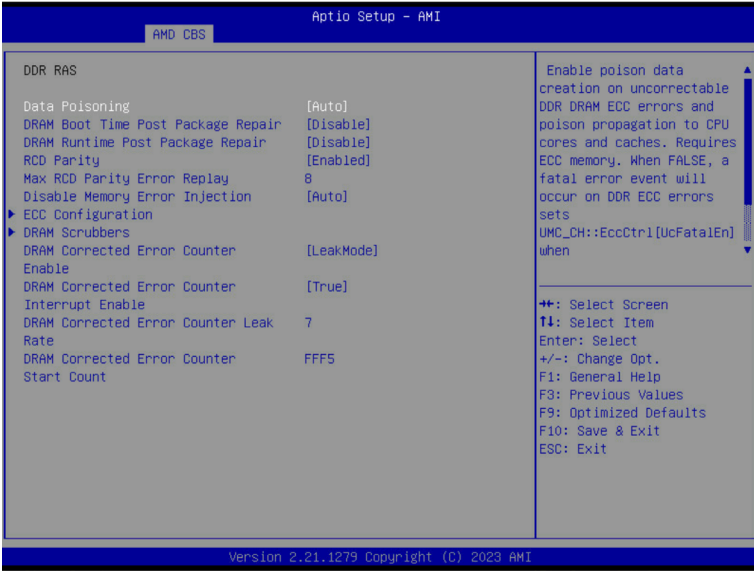 Aptio Setup – AMI
AMD CBS
DDR RAS
Data Poisoning [Auto]
DRAM Boot Time Post Package Repair [Disable]
DRAM Runtime Post Package Repair [Disable]
RCD Parity [Enabled]
Max RCD Parity Error Replay 8
Disable Memory Error Injection [Auto]
ECC Configuration
DRAM Scrubbers
DRAM Corrected Error Counter [LeakMode]
Enable
DRAM Corrected Error Counter [True]
Interrupt Enable
DRAM Corrected Error Counter Leak 7
Rate
DRAM Corrected Error Counter FFF5
Start Count
Enable poison data
creation on uncorrectable
DDR DRAM ECC errors and
poison propagation to CPU
cores and caches. Requires
ECC memory. When FALSE, a
fatal error event will
occur on DDR ECC errors
sets
UMC_CH::EccCtrl[UcFatalEn]
when
→←: Select Screen
↑↓: Select Item
Enter: Select
+/-: Change Opt.
F1: General Help
F3: Previous Values
F9: Optimized Defaults
F10: Save & Exit
ESC: Exit
Version 2.21.1279 Copyright (C) 2023 AMI